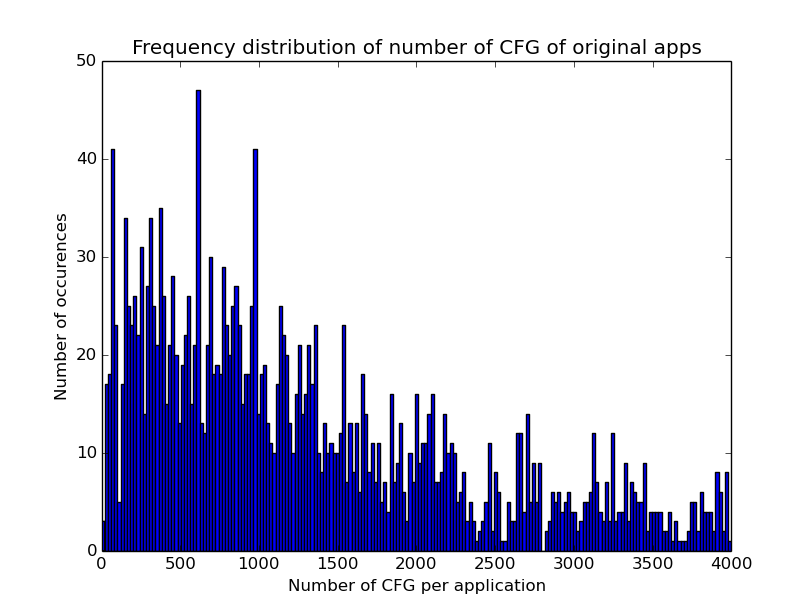 Frequency distribution of number of CFG of original apps
50
40
30
20
10
0
Number of occurences
0 500 1000 1500 2000 2500 3000 3500 4000
Number of CFG per application